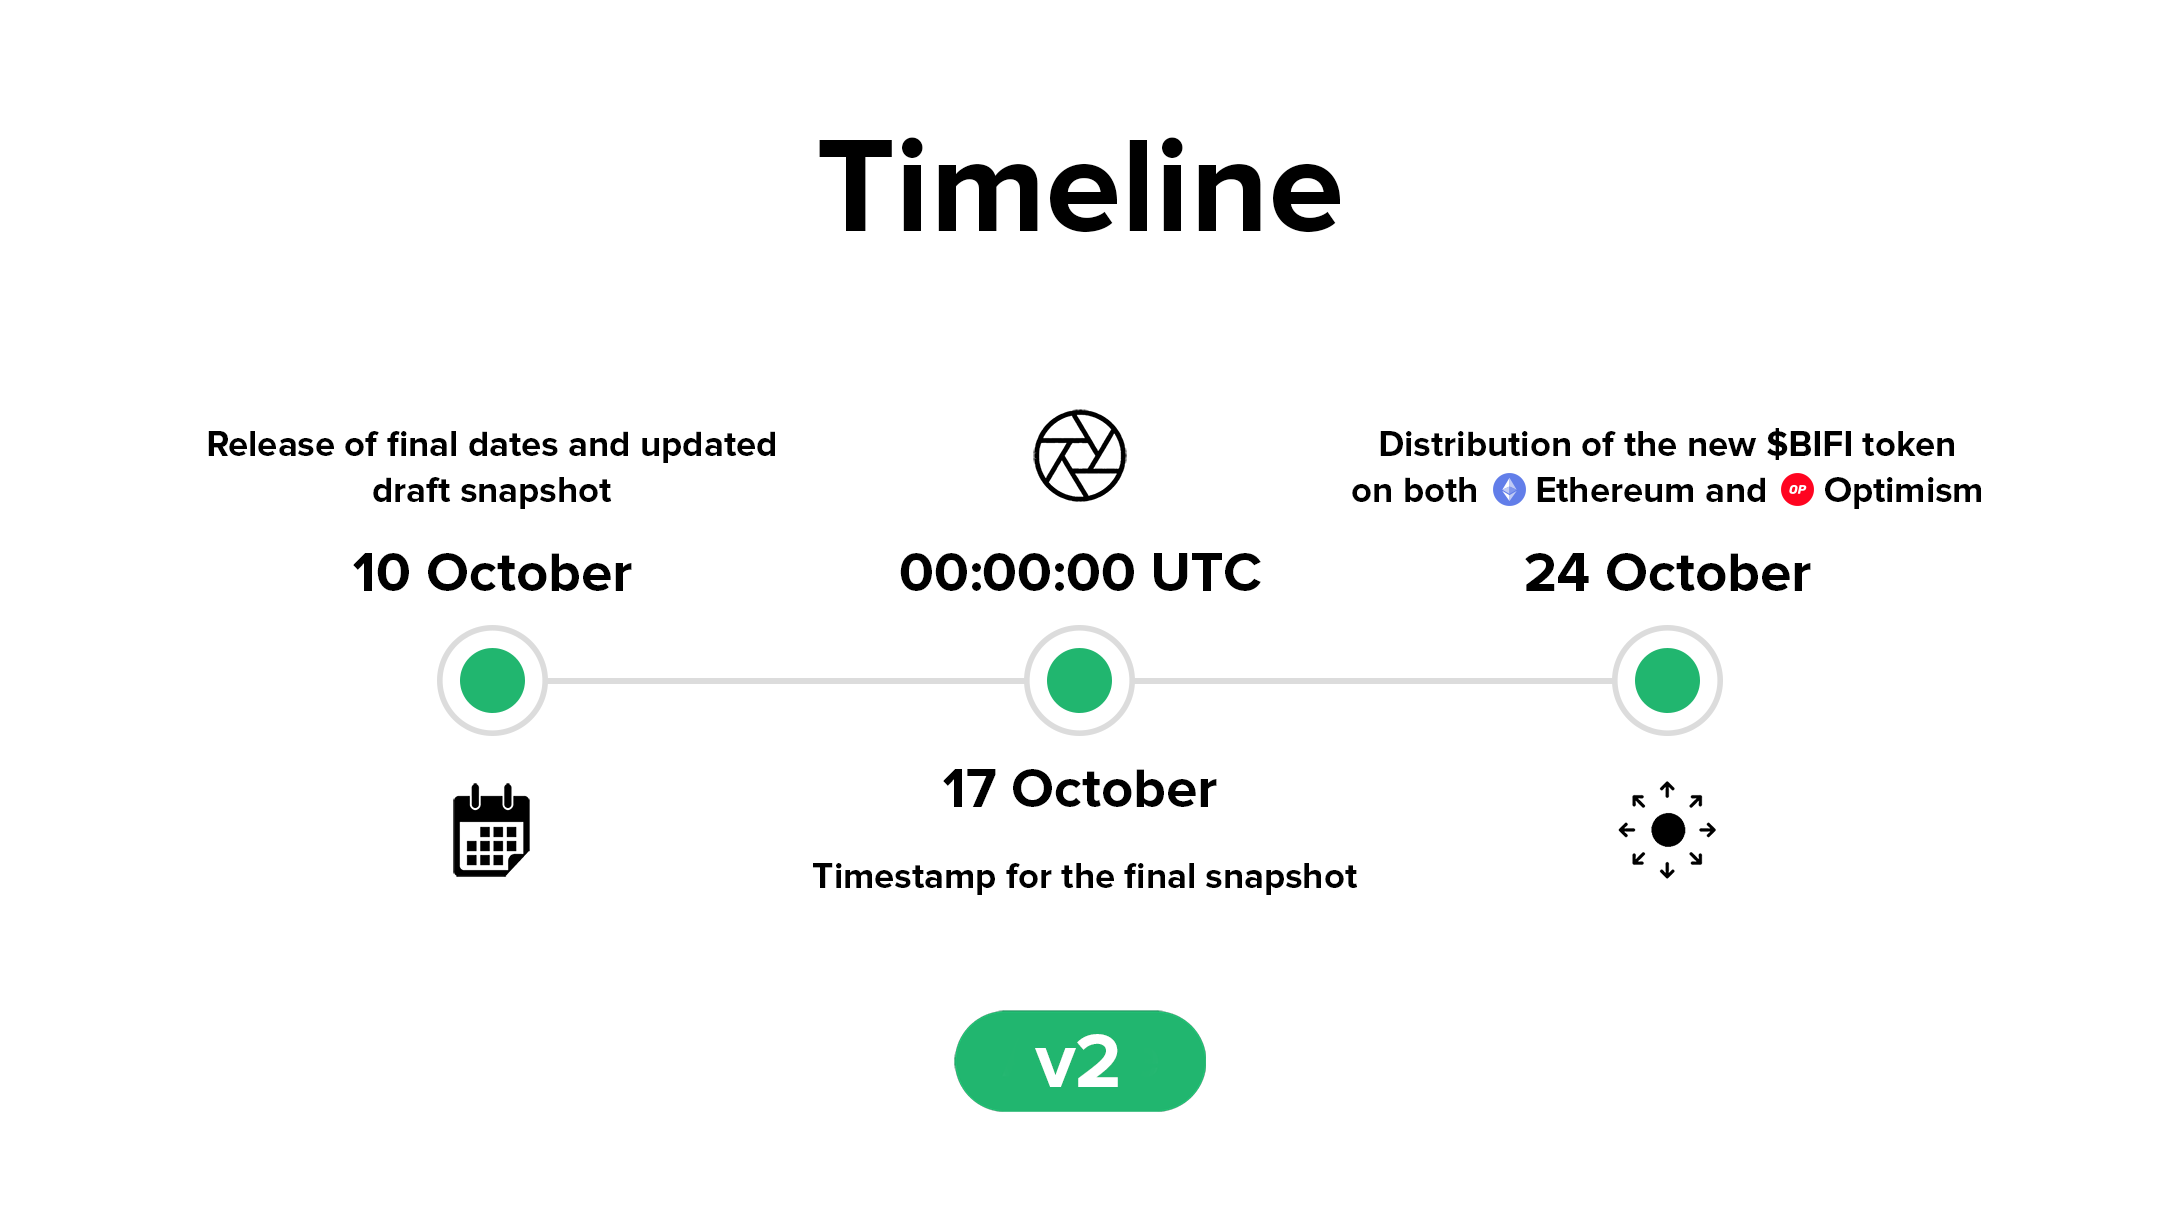 Timeline
Release of final dates and updated
draft snapshot
10 October
00:00:00 UTC
17 October
Timestamp for the final snapshot
Distribution of the new $BIFI token
on both Ethereum and OP Optimism
24 October
v2